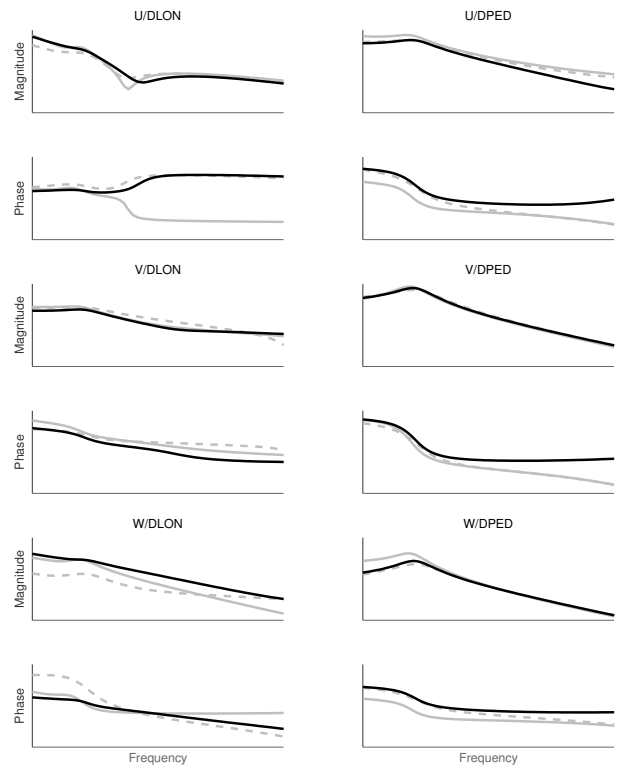 U/DLON
U/DPED
Magnitude
Phase
V/DLON
V/DPED
Magnitude
Phase
W/DLON
W/DPED
Magnitude
Phase
Frequency
Frequency